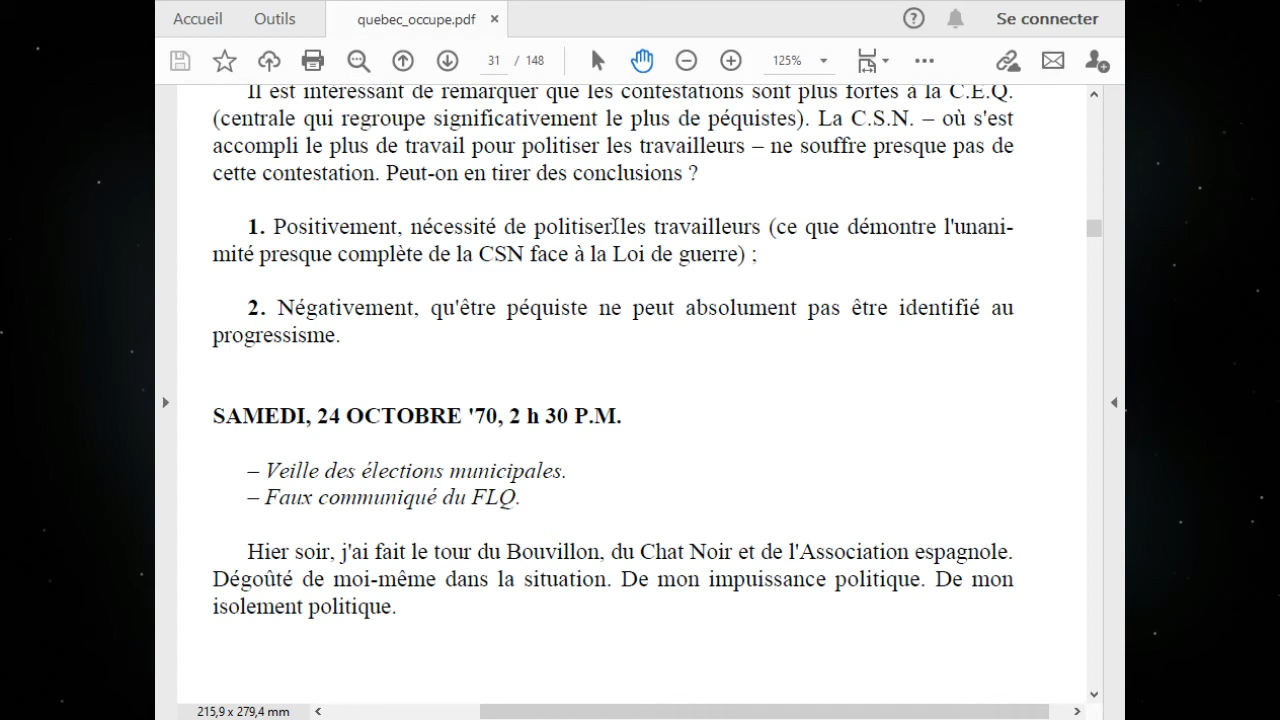 Accueil Outils quebec_occupe.pdf × ? Se connecter
31 / 148 125%
Il est intéressant de remarquer que les contestations sont plus fortes à la C.E.Q.
(centrale qui regroupe significativement le plus de péquistes). La C.S.N. – où s'est
accompli le plus de travail pour politiser les travailleurs – ne souffre presque pas de
cette contestation. Peut-on en tirer des conclusions ?
1. Positivement, nécessité de politiser les travailleurs (ce que démontre l'unani-
mité presque complète de la CSN face à la Loi de guerre) ;
2. Négativement, qu'être péquiste ne peut absolument pas être identifié au
progressisme.
SAMEDI, 24 OCTOBRE '70, 2 h 30 P.M.
– Veille des élections municipales.
– Faux communiqué du FLQ.
Hier soir, j'ai fait le tour du Bouvillon, du Chat Noir et de l'Association espagnole.
Dégoûté de moi-même dans la situation. De mon impuissance politique. De mon
isolement politique.
215,9 x 279,4 mm